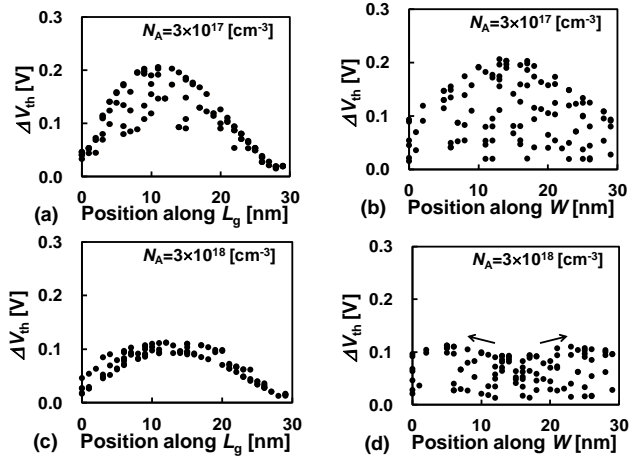 N_A=3×10^17 [cm^-3]
0.3
0.2
0.1
0.0
ΔV_th [V]
0 10 20 30
(a) Position along L_g [nm]
N_A=3×10^17 [cm^-3]
0.3
0.2
0.1
0.0
ΔV_th [V]
0 10 20 30
(b) Position along W [nm]
N_A=3×10^18 [cm^-3]
0.3
0.2
0.1
0.0
ΔV_th [V]
0 10 20 30
(c) Position along L_g [nm]
N_A=3×10^18 [cm^-3]
0.3
0.2
0.1
0.0
ΔV_th [V]
0 10 20 30
(d) Position along W [nm]